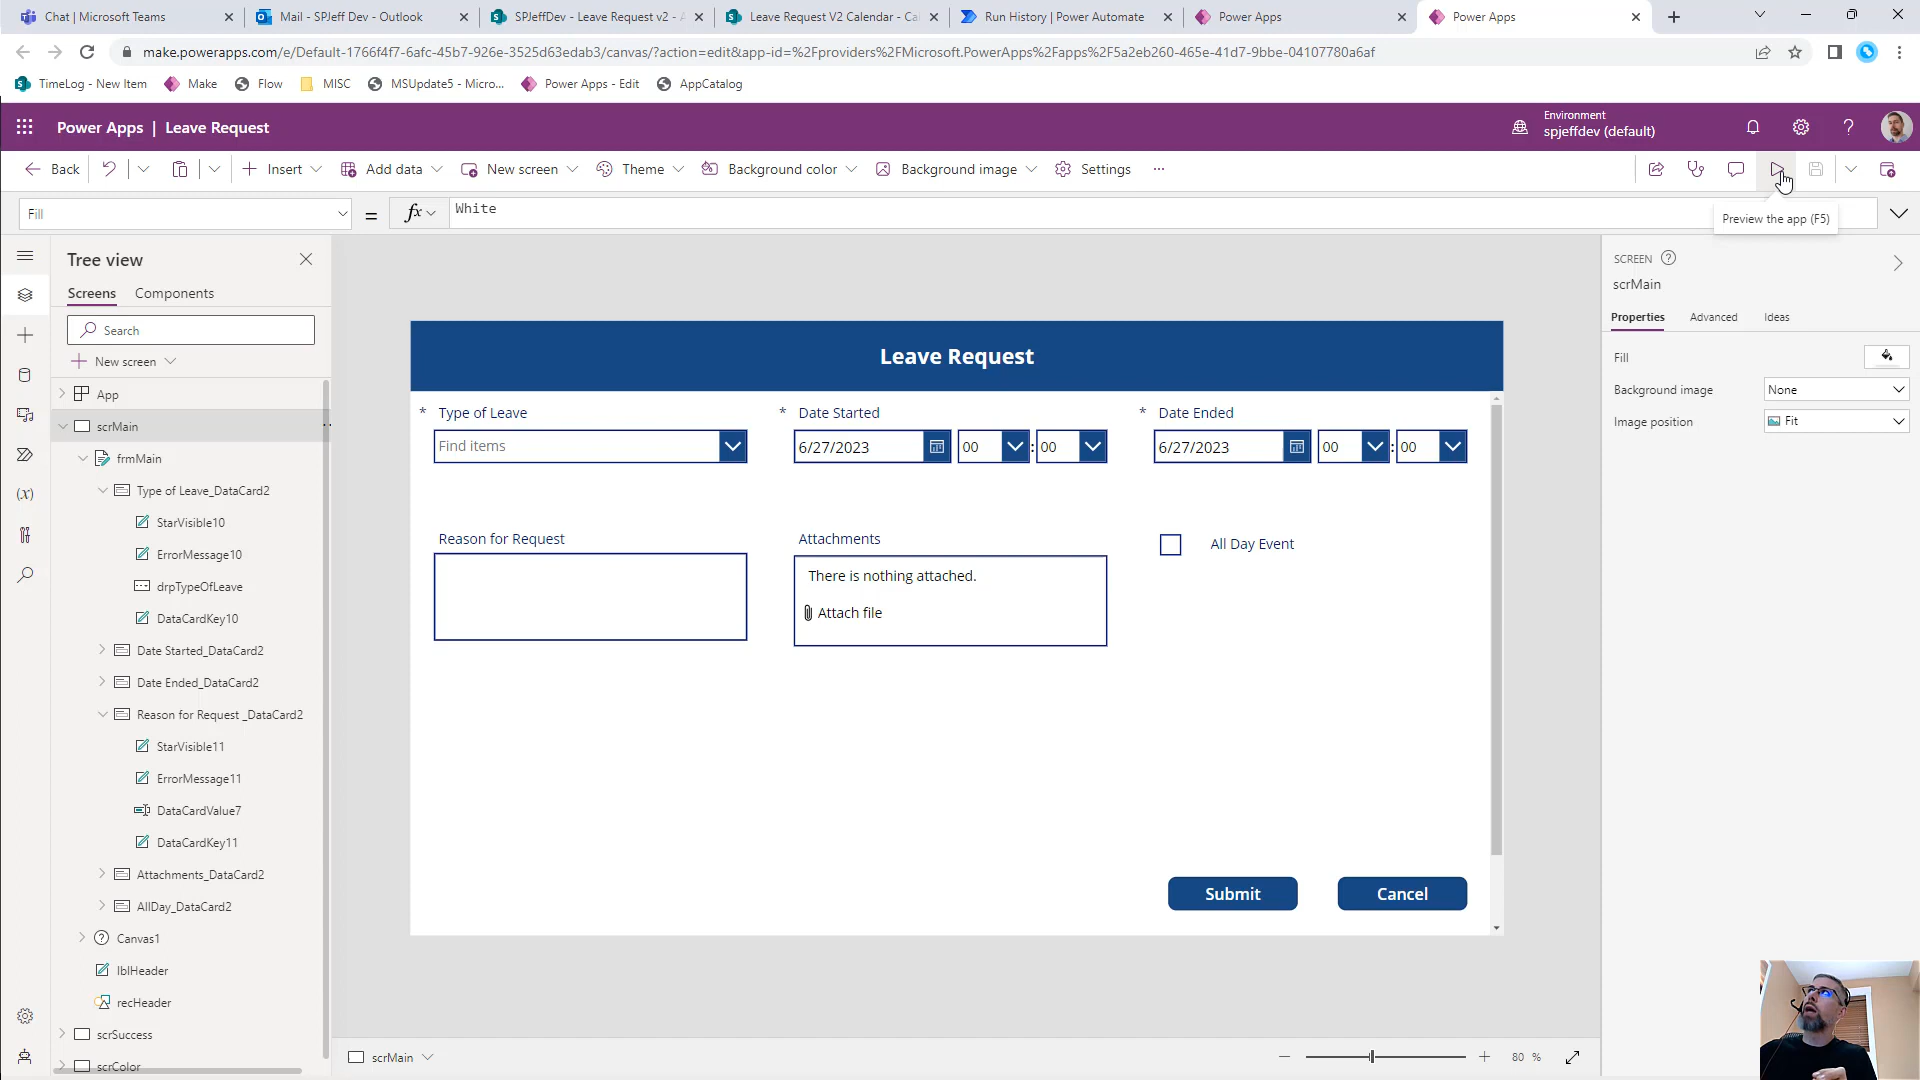 Chat | Microsoft Teams
Mail - SPJeff Dev - Outlook
SPJeffDev - Leave Request v2 - A
Leave Request V2 Calendar - Cal
Run History | Power Automate
Power Apps
Power Apps
make.powerapps.com/e/Default-1766f4f7-6afc-45b7-926e-3525d63edab3/canvas/?action=edit&app-id=%2Fproviders%2FMicrosoft.PowerApps%2Fapps%2F5a2eb260-465e-41d7-9bbe-04107780a6af
TimeLog - New Item
Make
Flow
MISC
MSUpdate5 - Micro...
Power Apps - Edit
AppCatalog
Power Apps | Leave Request
Environment
spjeffdev (default)
Back
Insert
Add data
New screen
Theme
Background color
Background image
Settings
...
Fill
=
fx
White
Preview the app (F5)
Tree view
Screens
Components
Search
New screen
App
scrMain
frmMain
Type of Leave_DataCard2
StarVisible10
ErrorMessage10
drpTypeOfLeave
DataCardKey10
Date Started_DataCard2
Date Ended_DataCard2
Reason for Request _DataCard2
StarVisible11
ErrorMessage11
DataCardValue7
DataCardKey11
Attachments_DataCard2
AllDay_DataCard2
Canvas1
lblHeader
recHeader
scrSuccess
scrColor
Leave Request
* Type of Leave
Find items
* Date Started
6/27/2023
00 : 00
* Date Ended
6/27/2023
00 : 00
Reason for Request
Attachments
There is nothing attached.
Attach file
All Day Event
Submit
Cancel
SCREEN
scrMain
Properties
Advanced
Ideas
Fill
Background image
None
Image position
Fit
scrMain
80 %